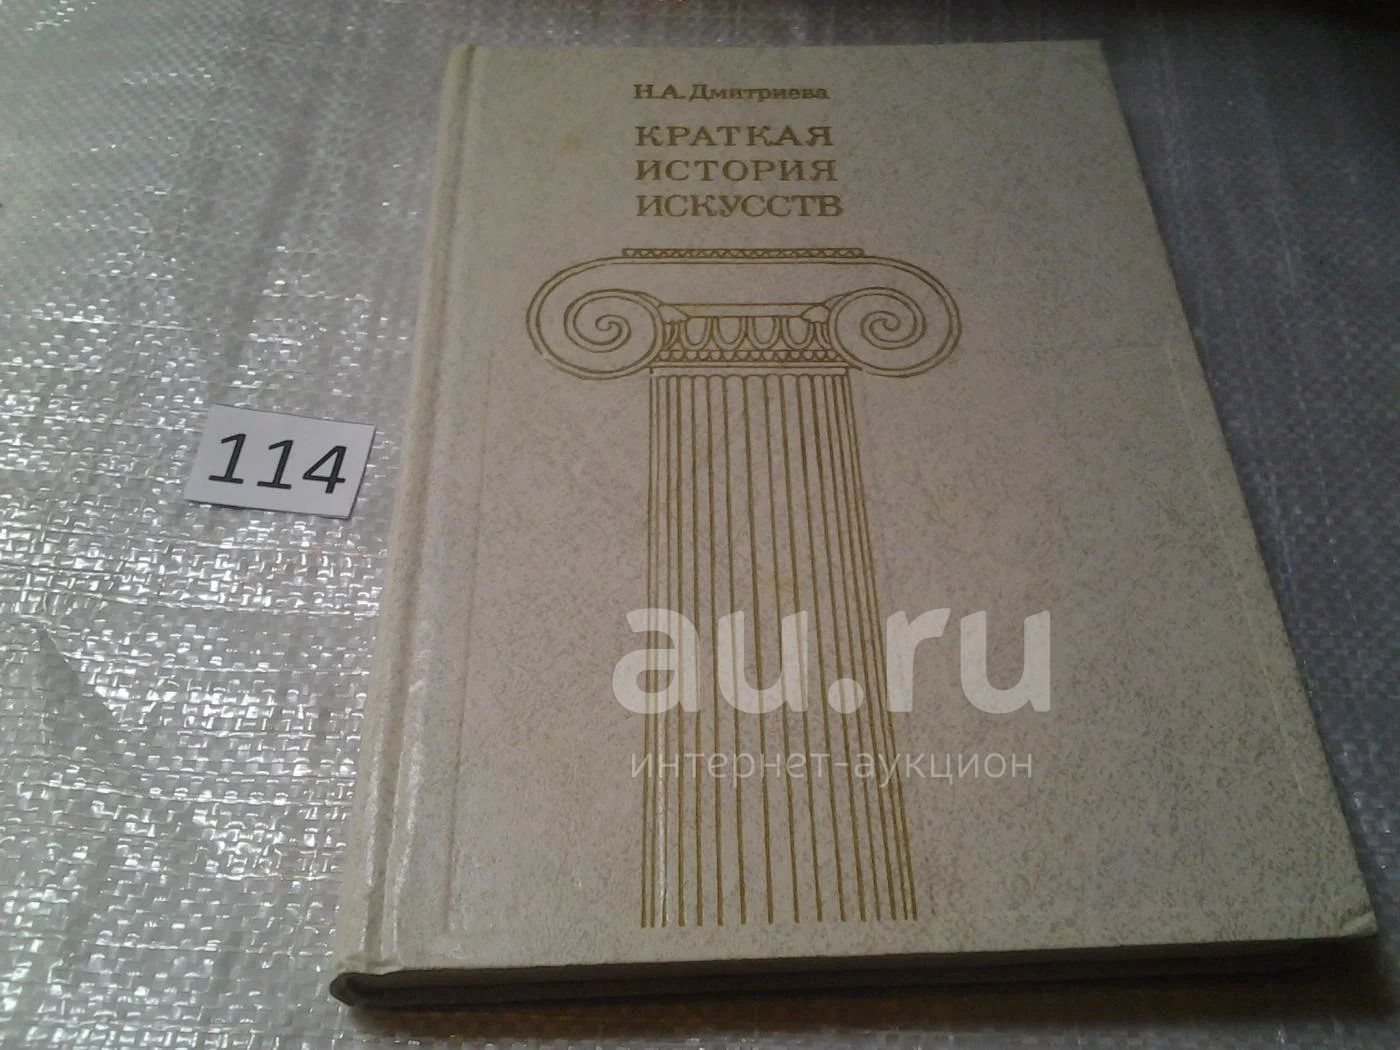 Н.А.Дмитриева
КРАТКАЯ
ИСТОРИЯ
ИСКУССТВ
114
au.ru
интернет-аукцион